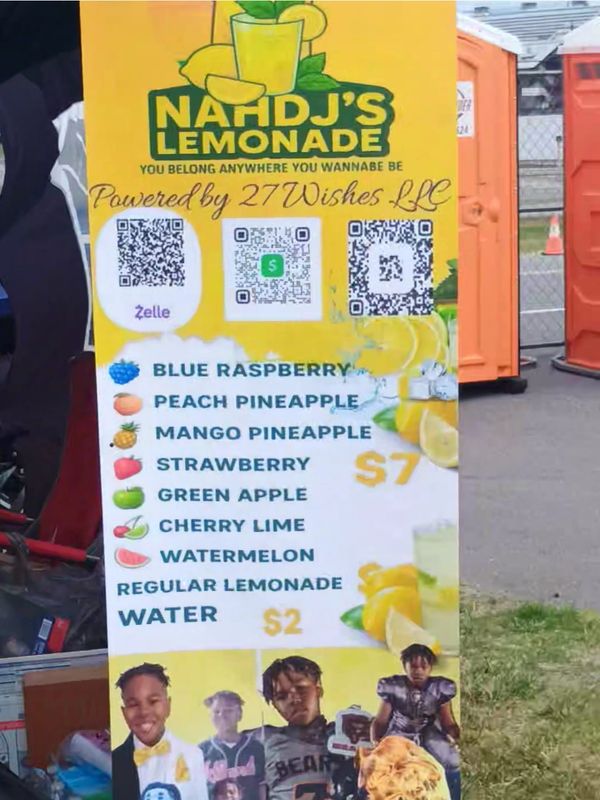 NAHDJ'S
LEMONADE
YOU BELONG ANYWHERE YOU WANNABE BE
Powered by 27 Wishes LLC
Zelle
$
BLUE RASPBERRY
PEACH PINEAPPLE
MANGO PINEAPPLE
STRAWBERRY
$7
GREEN APPLE
CHERRY LIME
WATERMELON
REGULAR LEMONADE
WATER $2
BEAR